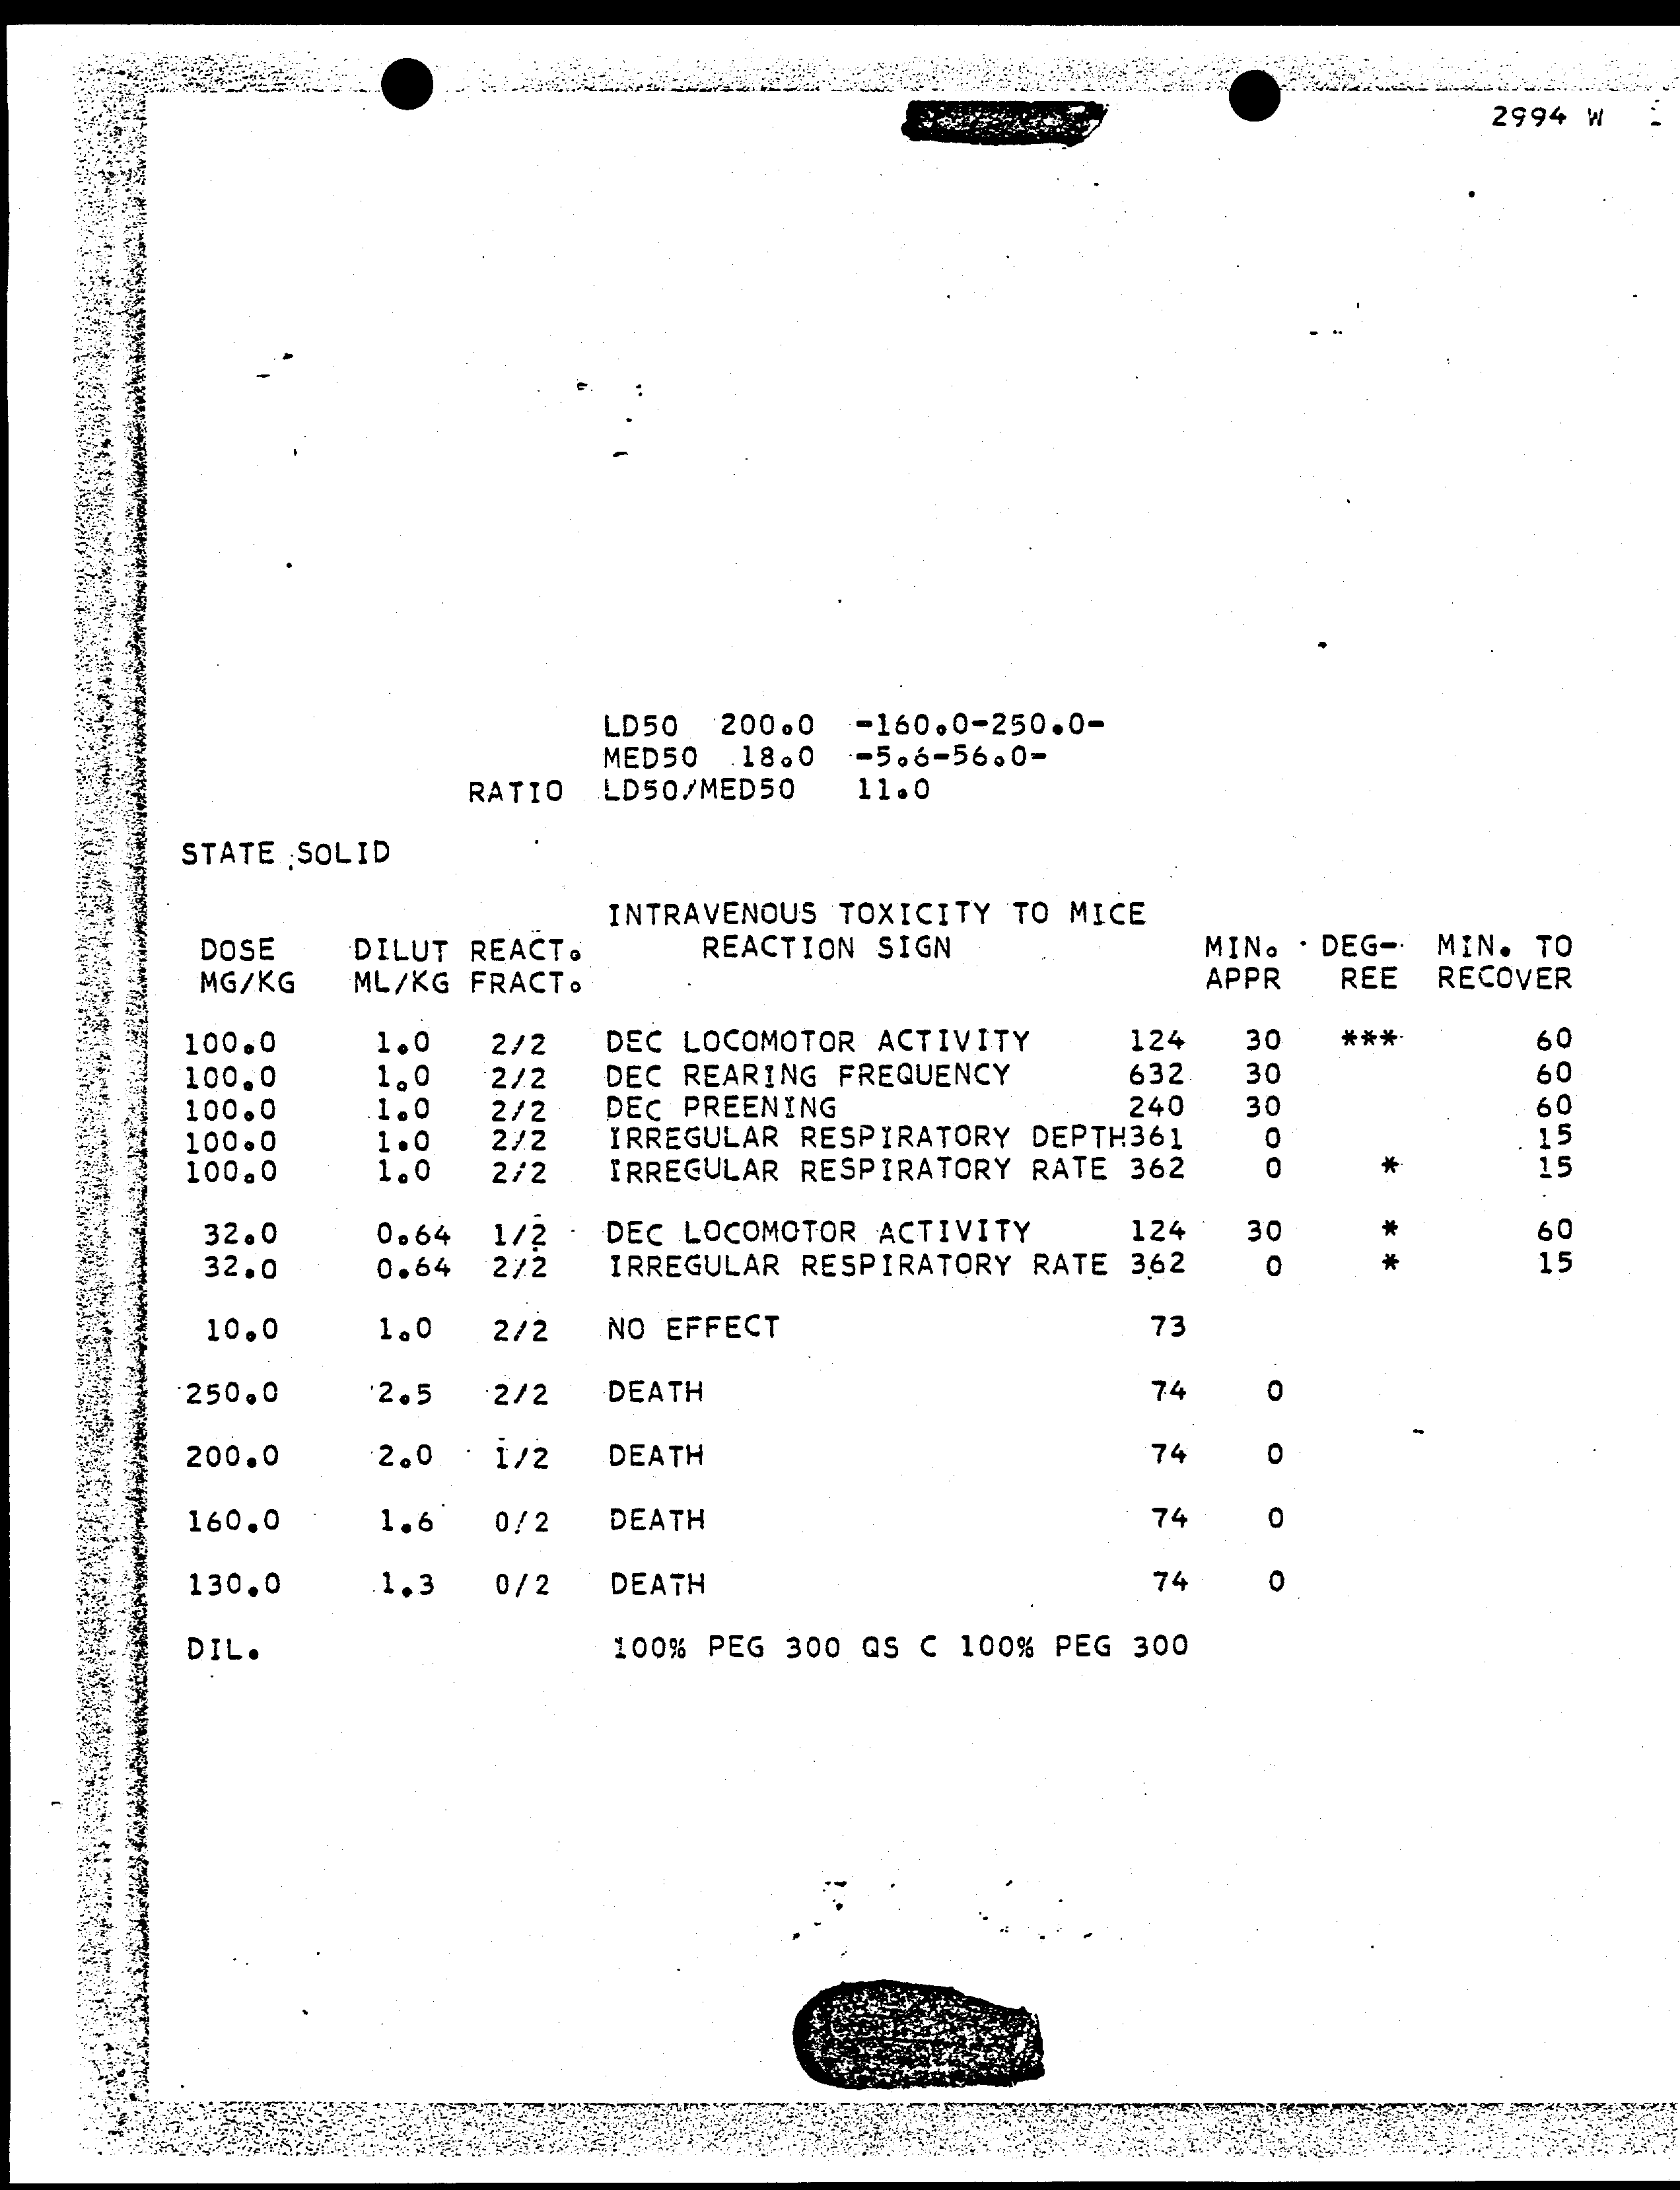 2994 W
LD50 200.0 -160.0-250.0-
MED50 18.0 -5.6-56.0-
RATIO LD50/MED50 11.0
STATE SOLID
INTRAVENOUS TOXICITY TO MICE
DOSE DILUT REACT. REACTION SIGN MIN. DEG- MIN. TO
MG/KG ML/KG FRACT. APPR REE RECOVER
100.0 1.0 2/2 DEC LOCOMOTOR ACTIVITY 124 30 *** 60
100.0 1.0 2/2 DEC REARING FREQUENCY 632 30 60
100.0 1.0 2/2 DEC PREENING 240 30 60
100.0 1.0 2/2 IRREGULAR RESPIRATORY DEPTH361 0 15
100.0 1.0 2/2 IRREGULAR RESPIRATORY RATE 362 0 * 15
32.0 0.64 1/2 DEC LOCOMOTOR ACTIVITY 124 30 * 60
32.0 0.64 2/2 IRREGULAR RESPIRATORY RATE 362 0 * 15
10.0 1.0 2/2 NO EFFECT 73
250.0 2.5 2/2 DEATH 74 0
200.0 2.0 1/2 DEATH 74 0
160.0 1.6 0/2 DEATH 74 0
130.0 1.3 0/2 DEATH 74 0
DIL. 100% PEG 300 QS C 100% PEG 300